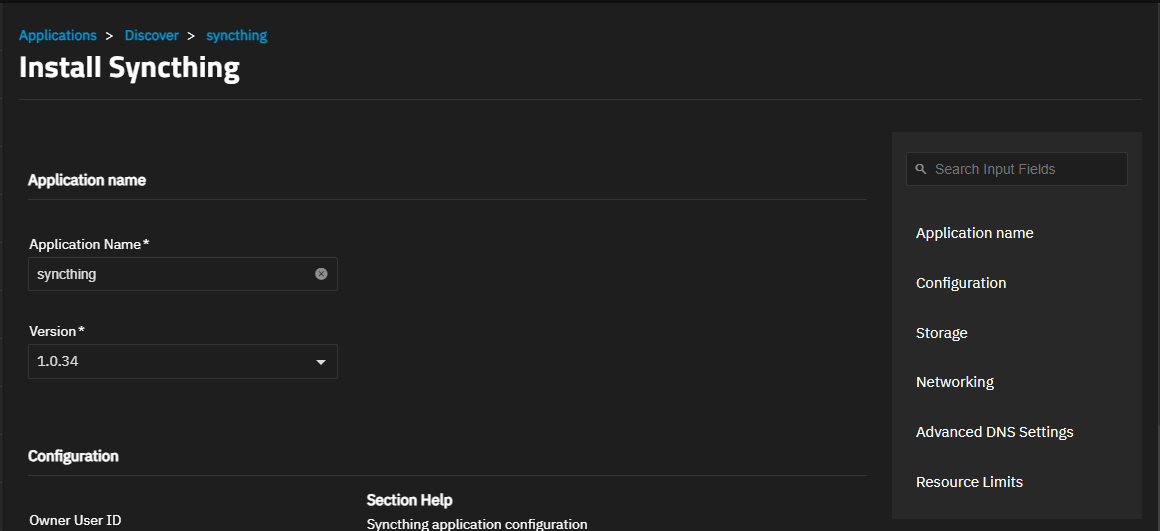 Applications > Discover > syncthing
Install Syncthing
Application name
Application Name*
syncthing
Version*
1.0.34
Configuration
Owner User ID
Section Help
Syncthing application configuration
Search Input Fields
Application name
Configuration
Storage
Networking
Advanced DNS Settings
Resource Limits